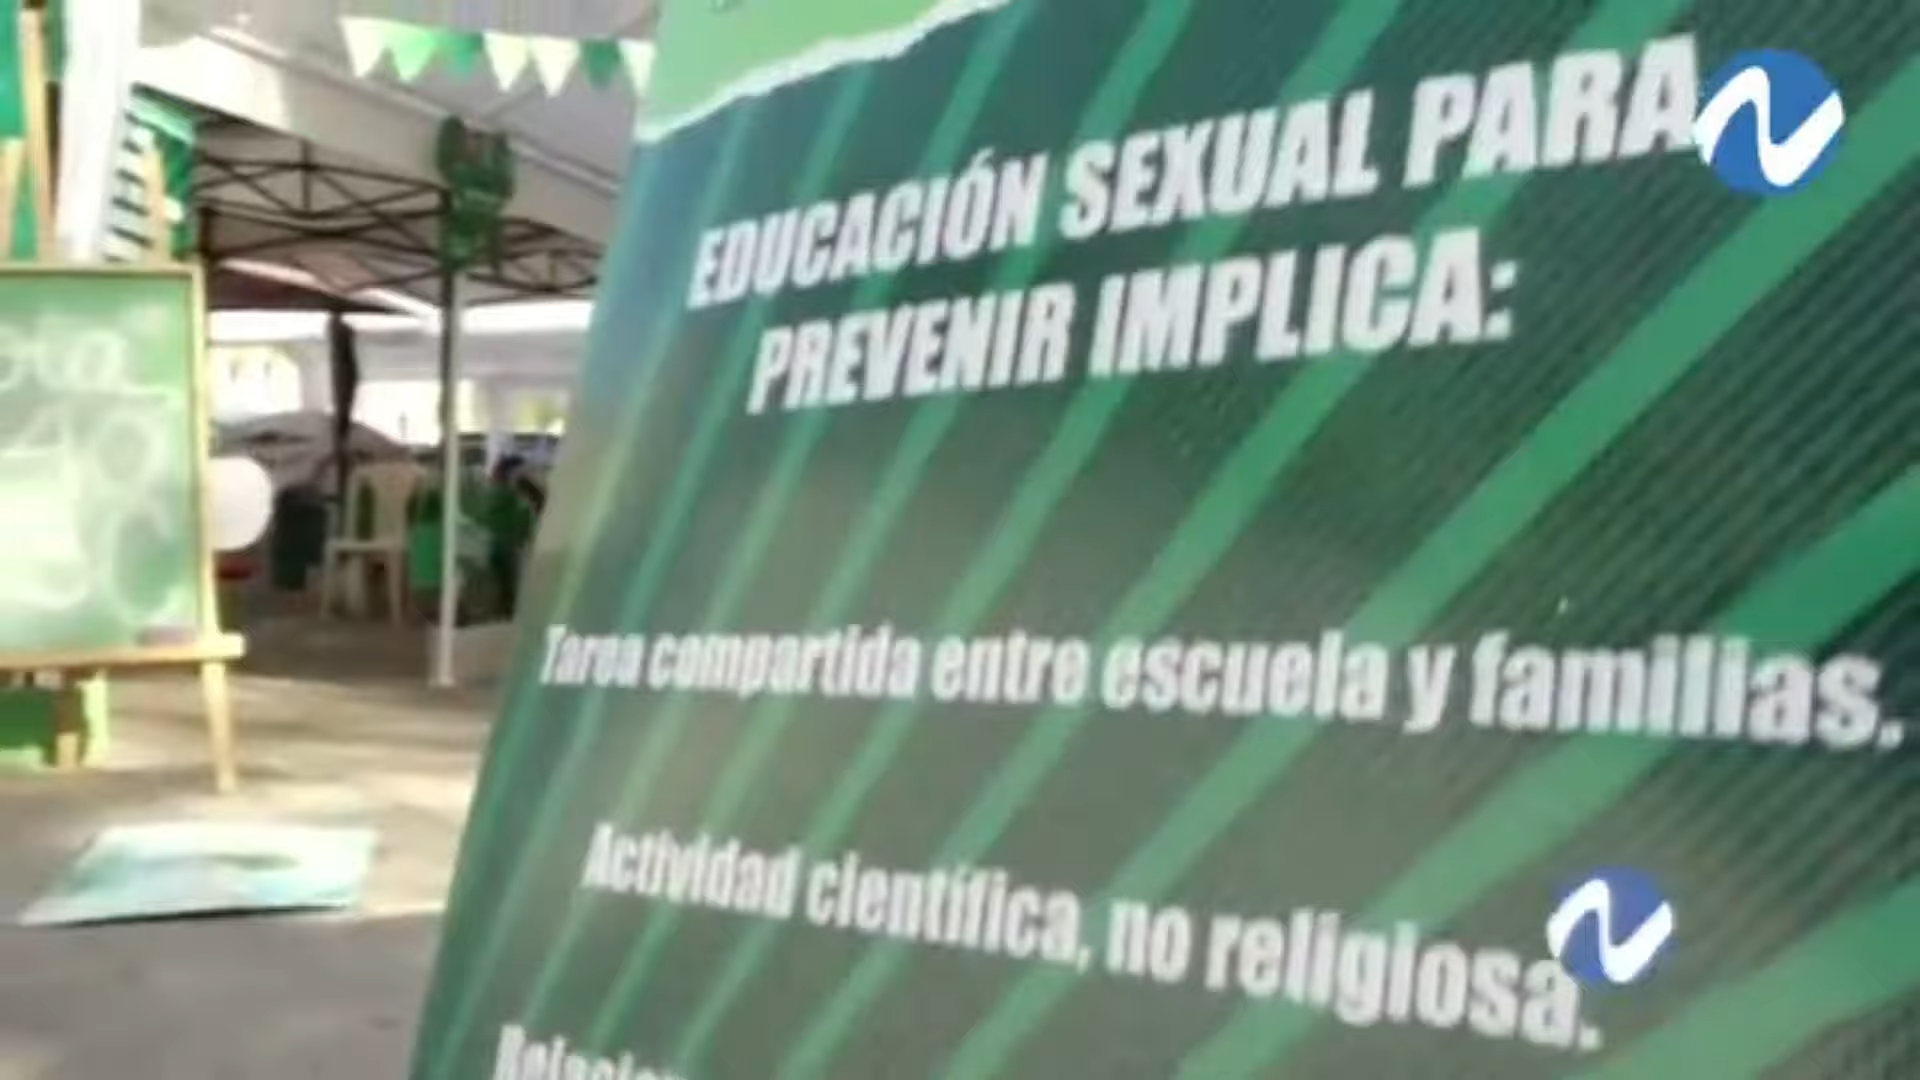 EDUCACIÓN SEXUAL PARA
PREVENIR IMPLICA:
Tarea compartida entre escuela y familias.
Actividad científica, no religiosa.